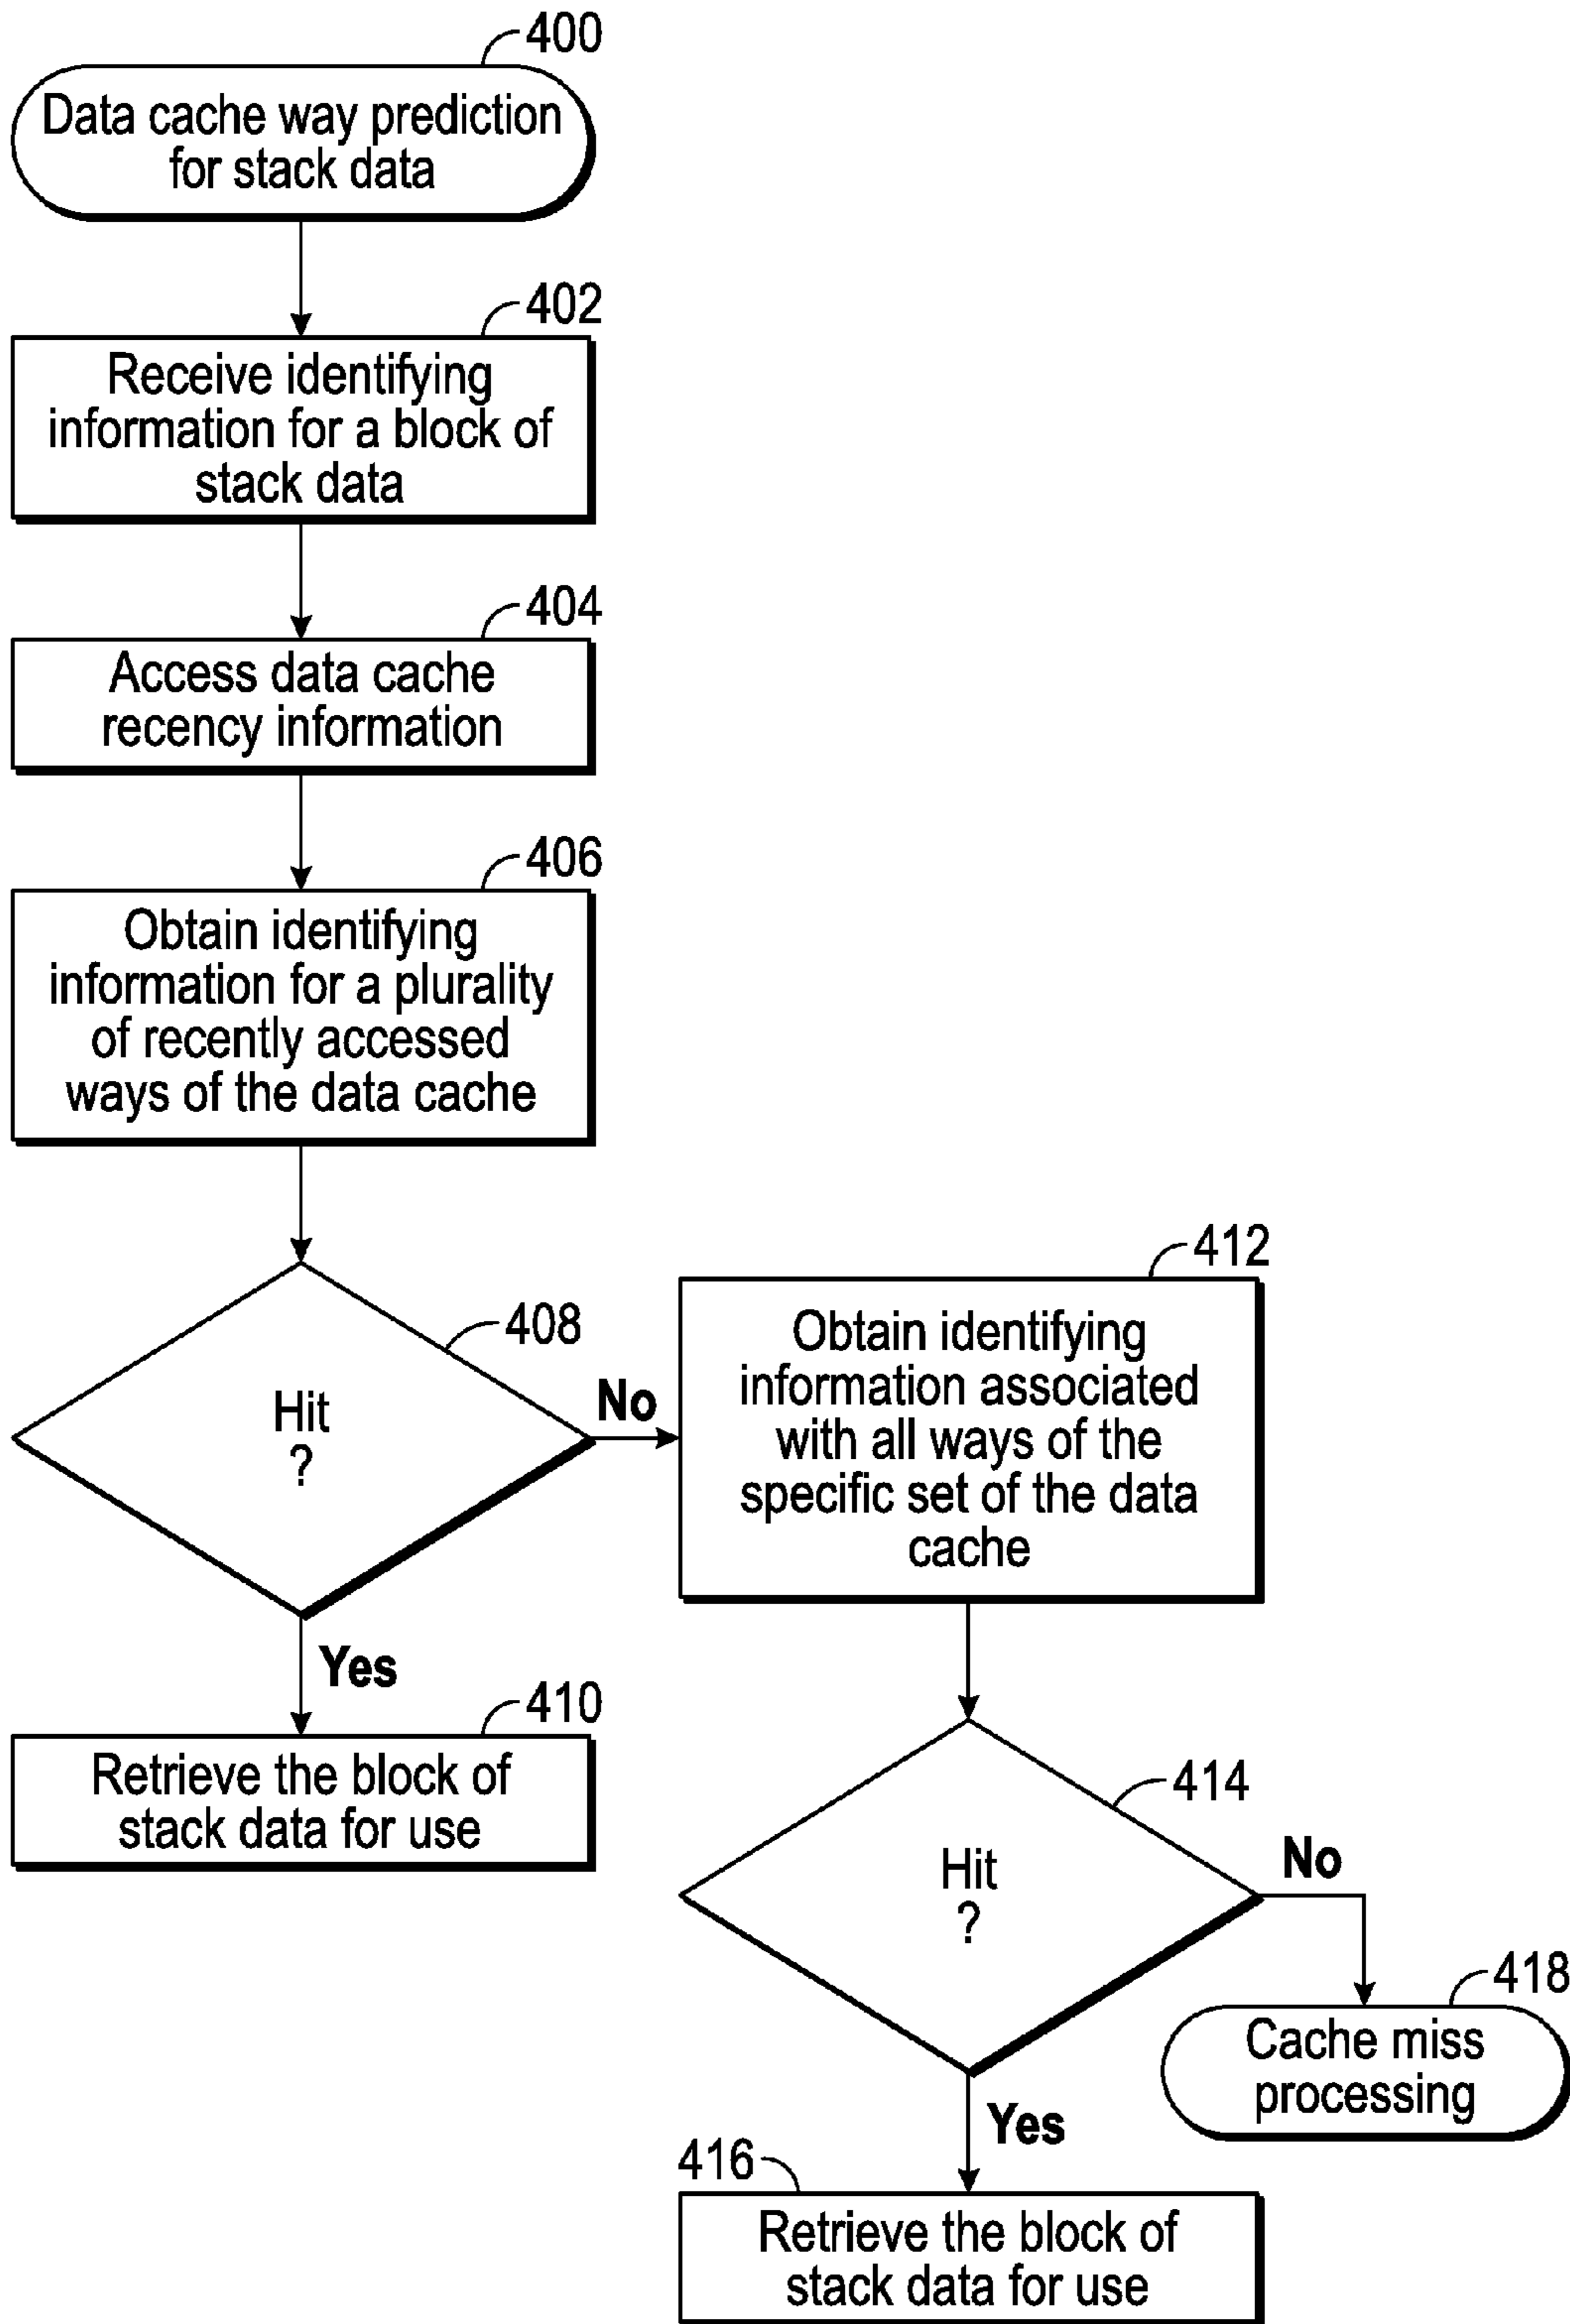 400
Data cache way prediction
for stack data
402
Receive identifying
information for a block of
stack data
404
Access data cache
recency information
406
Obtain identifying
information for a plurality
of recently accessed
ways of the data cache
408
Hit
?
No
Yes
410
Retrieve the block of
stack data for use
412
Obtain identifying
information associated
with all ways of the
specific set of the data
cache
414
Hit
?
No
418
Cache miss
processing
Yes
416
Retrieve the block of
stack data for use